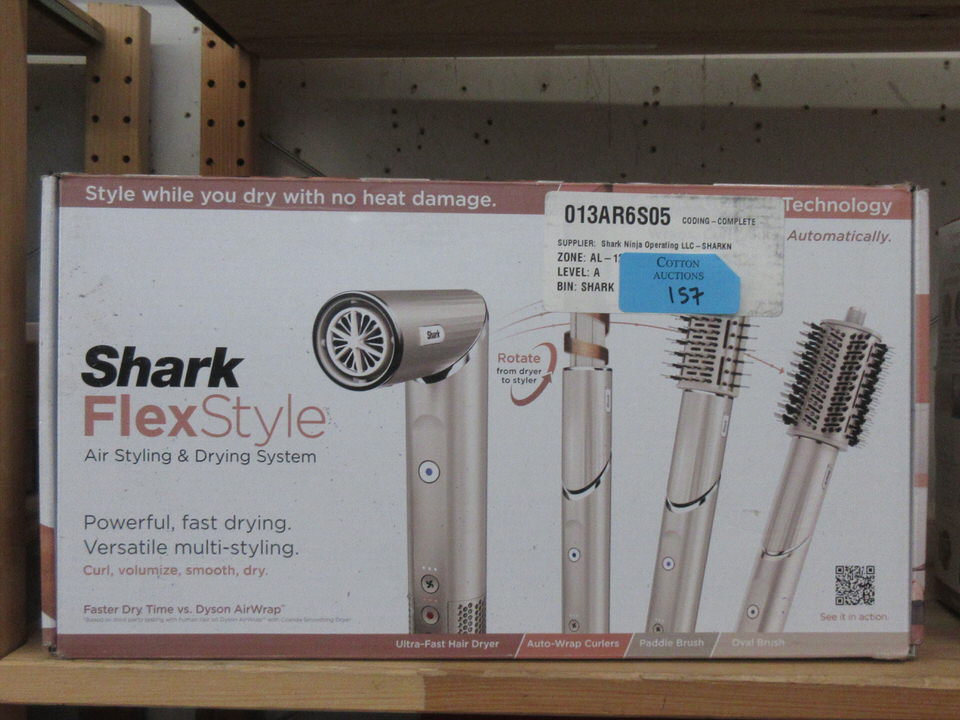 Style while you dry with no heat damage.
Technology
Automatically.
013AR6S05 CODING-COMPLETE
SUPPLIER: Shark Ninja Operating LLC-SHARKN
ZONE: AL-1
LEVEL: A
BIN: SHARK
COTTON
AUCTIONS
157
Shark
Rotate
from dryer
to styler
Shark
FlexStyle
Air Styling & Drying System
Powerful, fast drying.
Versatile multi-styling.
Curl, volumize, smooth, dry.
Faster Dry Time vs. Dyson AirWrap™
See it in action.
Ultra-Fast Hair Dryer
Auto-Wrap Curlers
Paddle Brush
Oval Brush